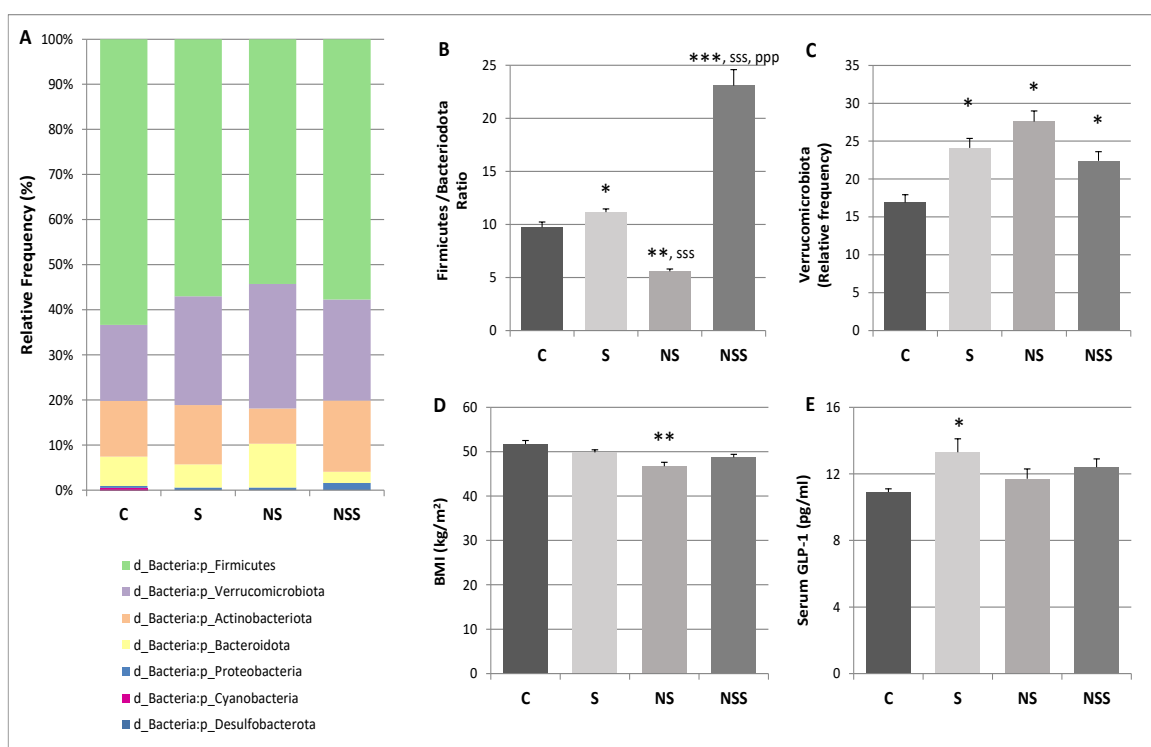 A
100%
90%
80%
70%
60%
50%
40%
30%
20%
10%
0%
Relative Frequency (%)
C S NS NSS
d_Bacteria:p_Firmicutes
d_Bacteria:p_Verrucomicrobiota
d_Bacteria:p_Actinobacteriota
d_Bacteria:p_Bacteroidota
d_Bacteria:p_Proteobacteria
d_Bacteria:p_Cyanobacteria
d_Bacteria:p_Desulfobacterota
B
25
20
15
10
5
0
Firmicutes /Bacteriodota
Ratio
*
**, sss
***, sss, ppp
C S NS NSS
C
35
30
25
20
15
10
5
0
Verrucomicrobiota
(Relative frequency)
* * *
C S NS NSS
D
60
50
40
30
20
10
0
BMI (kg/m²)
**
C S NS NSS
E
16
12
8
4
0
Serum GLP-1 (pg/ml)
*
C S NS NSS